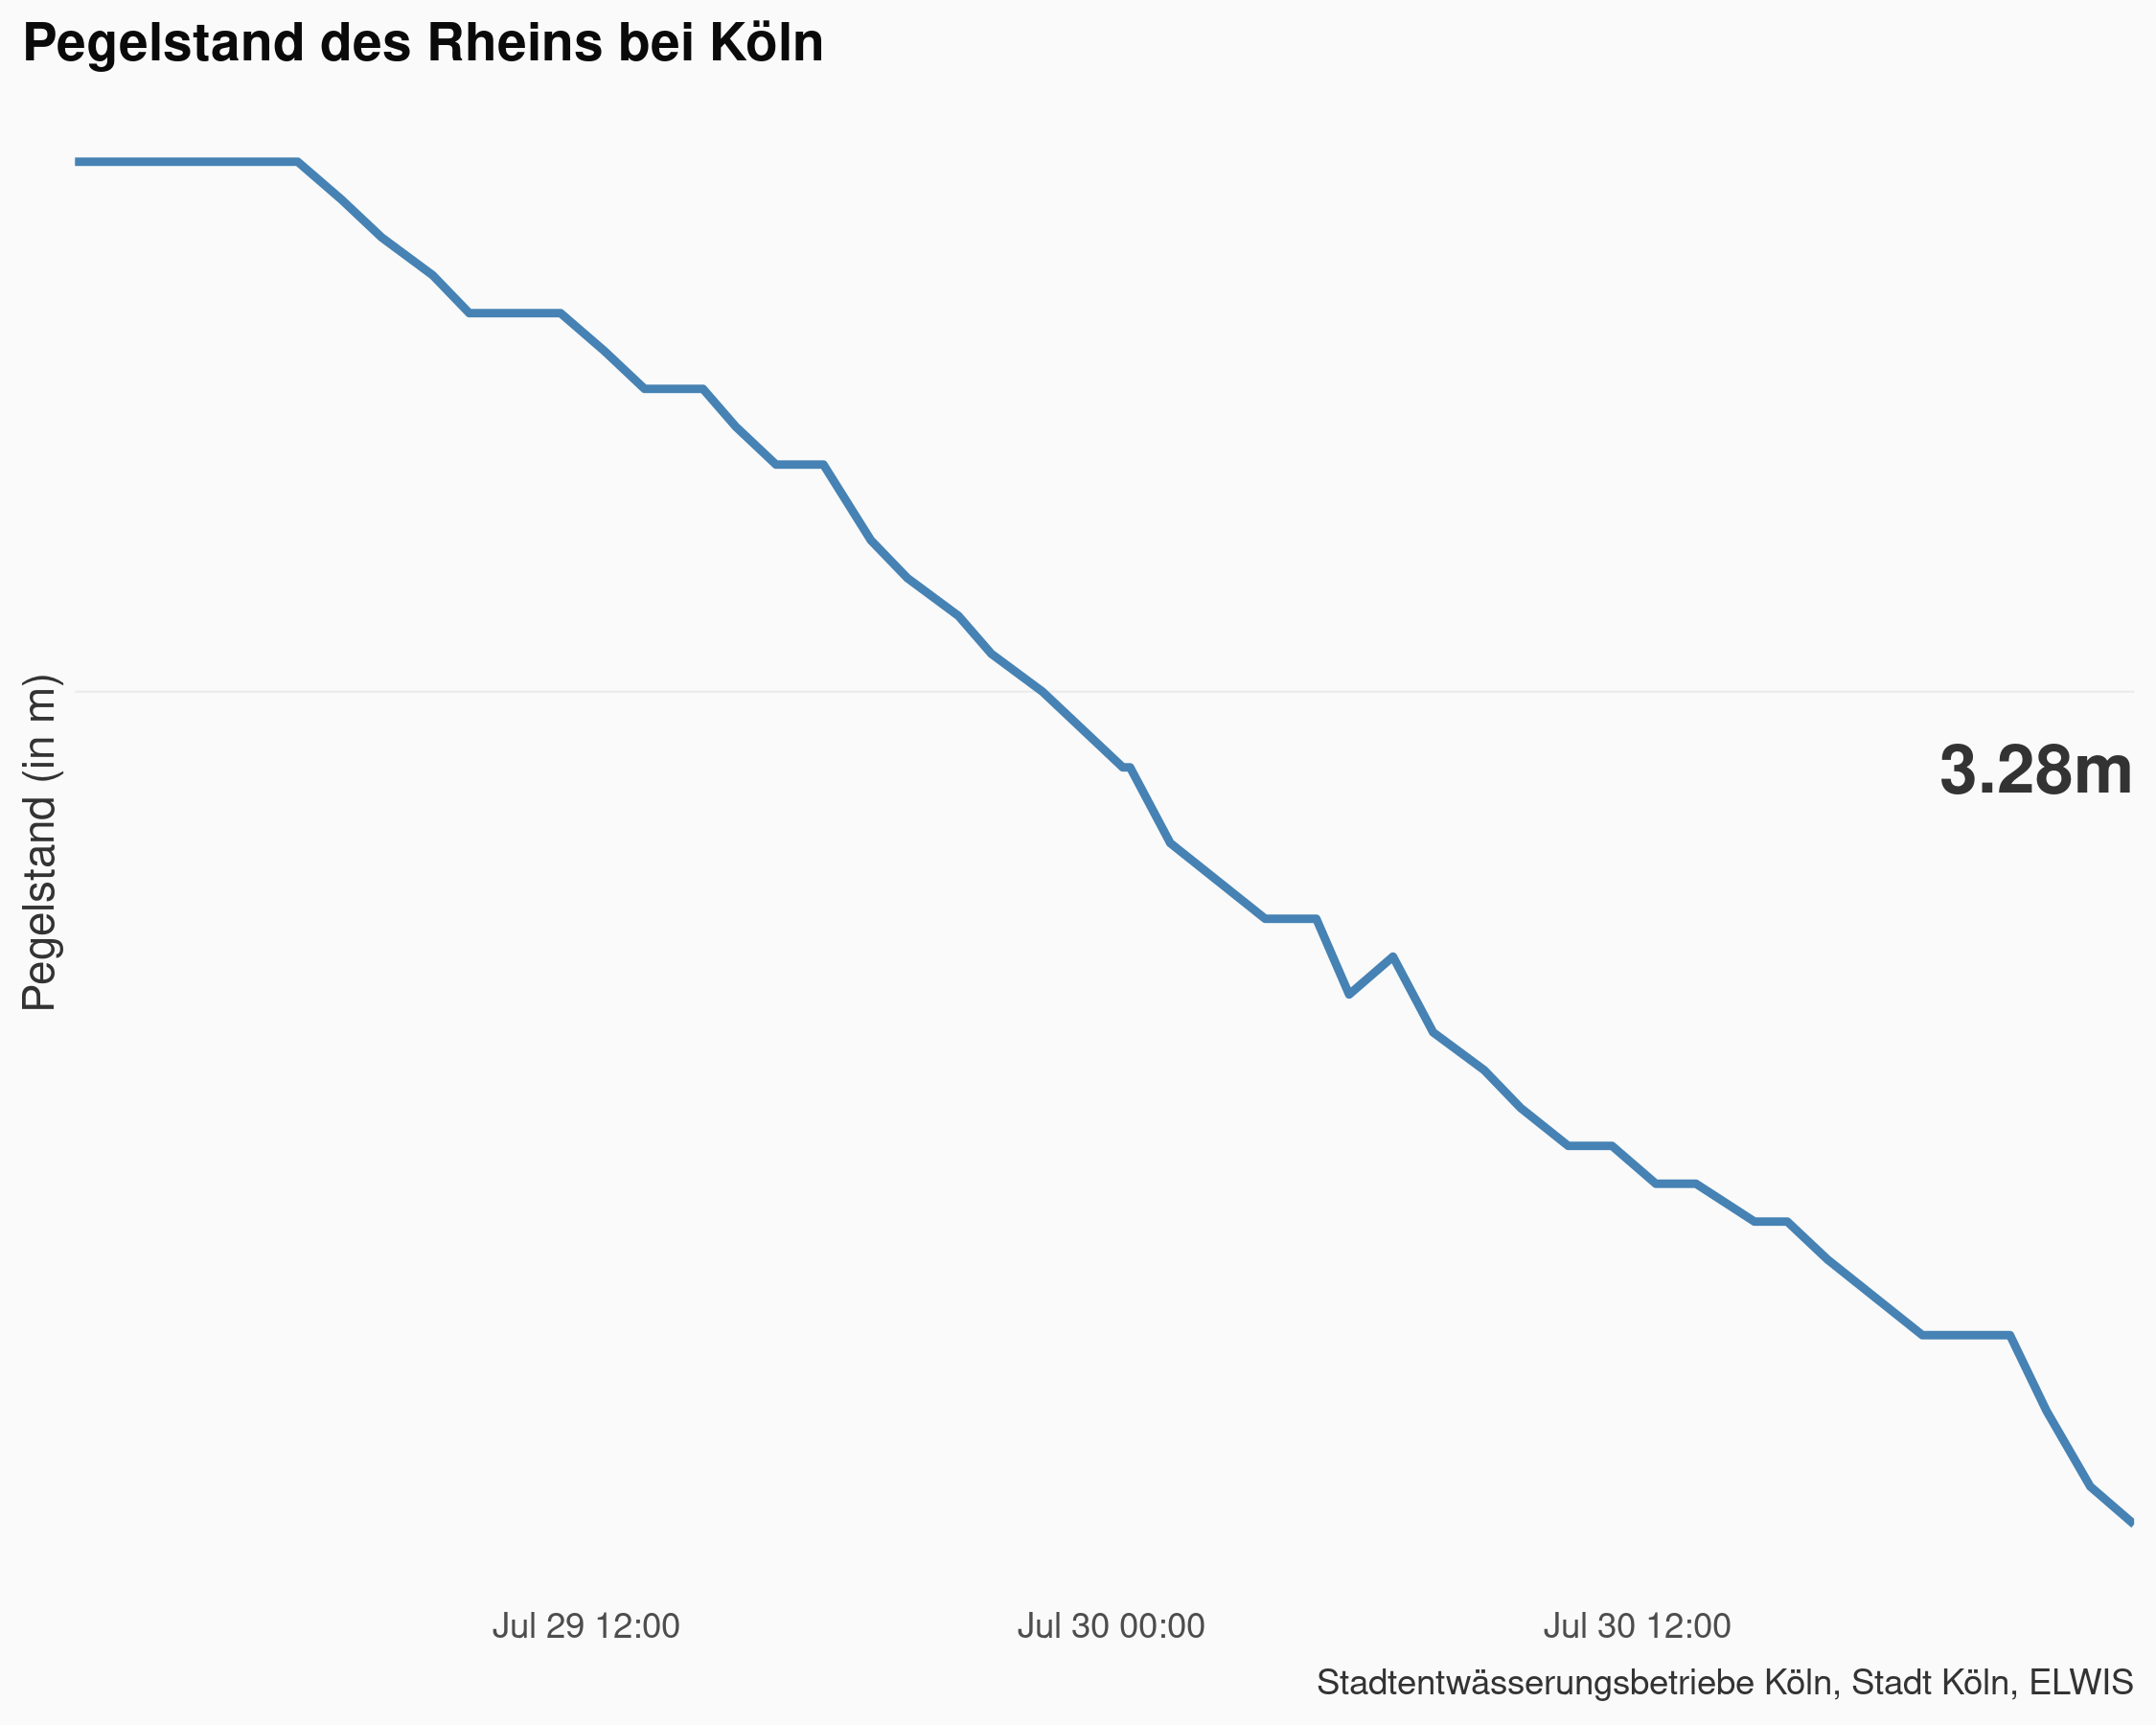 Pegelstand des Rheins bei Köln
Pegelstand (in m)
3.28m
Jul 29 12:00
Jul 30 00:00
Jul 30 12:00
Stadtentwässerungsbetriebe Köln, Stadt Köln, ELWIS